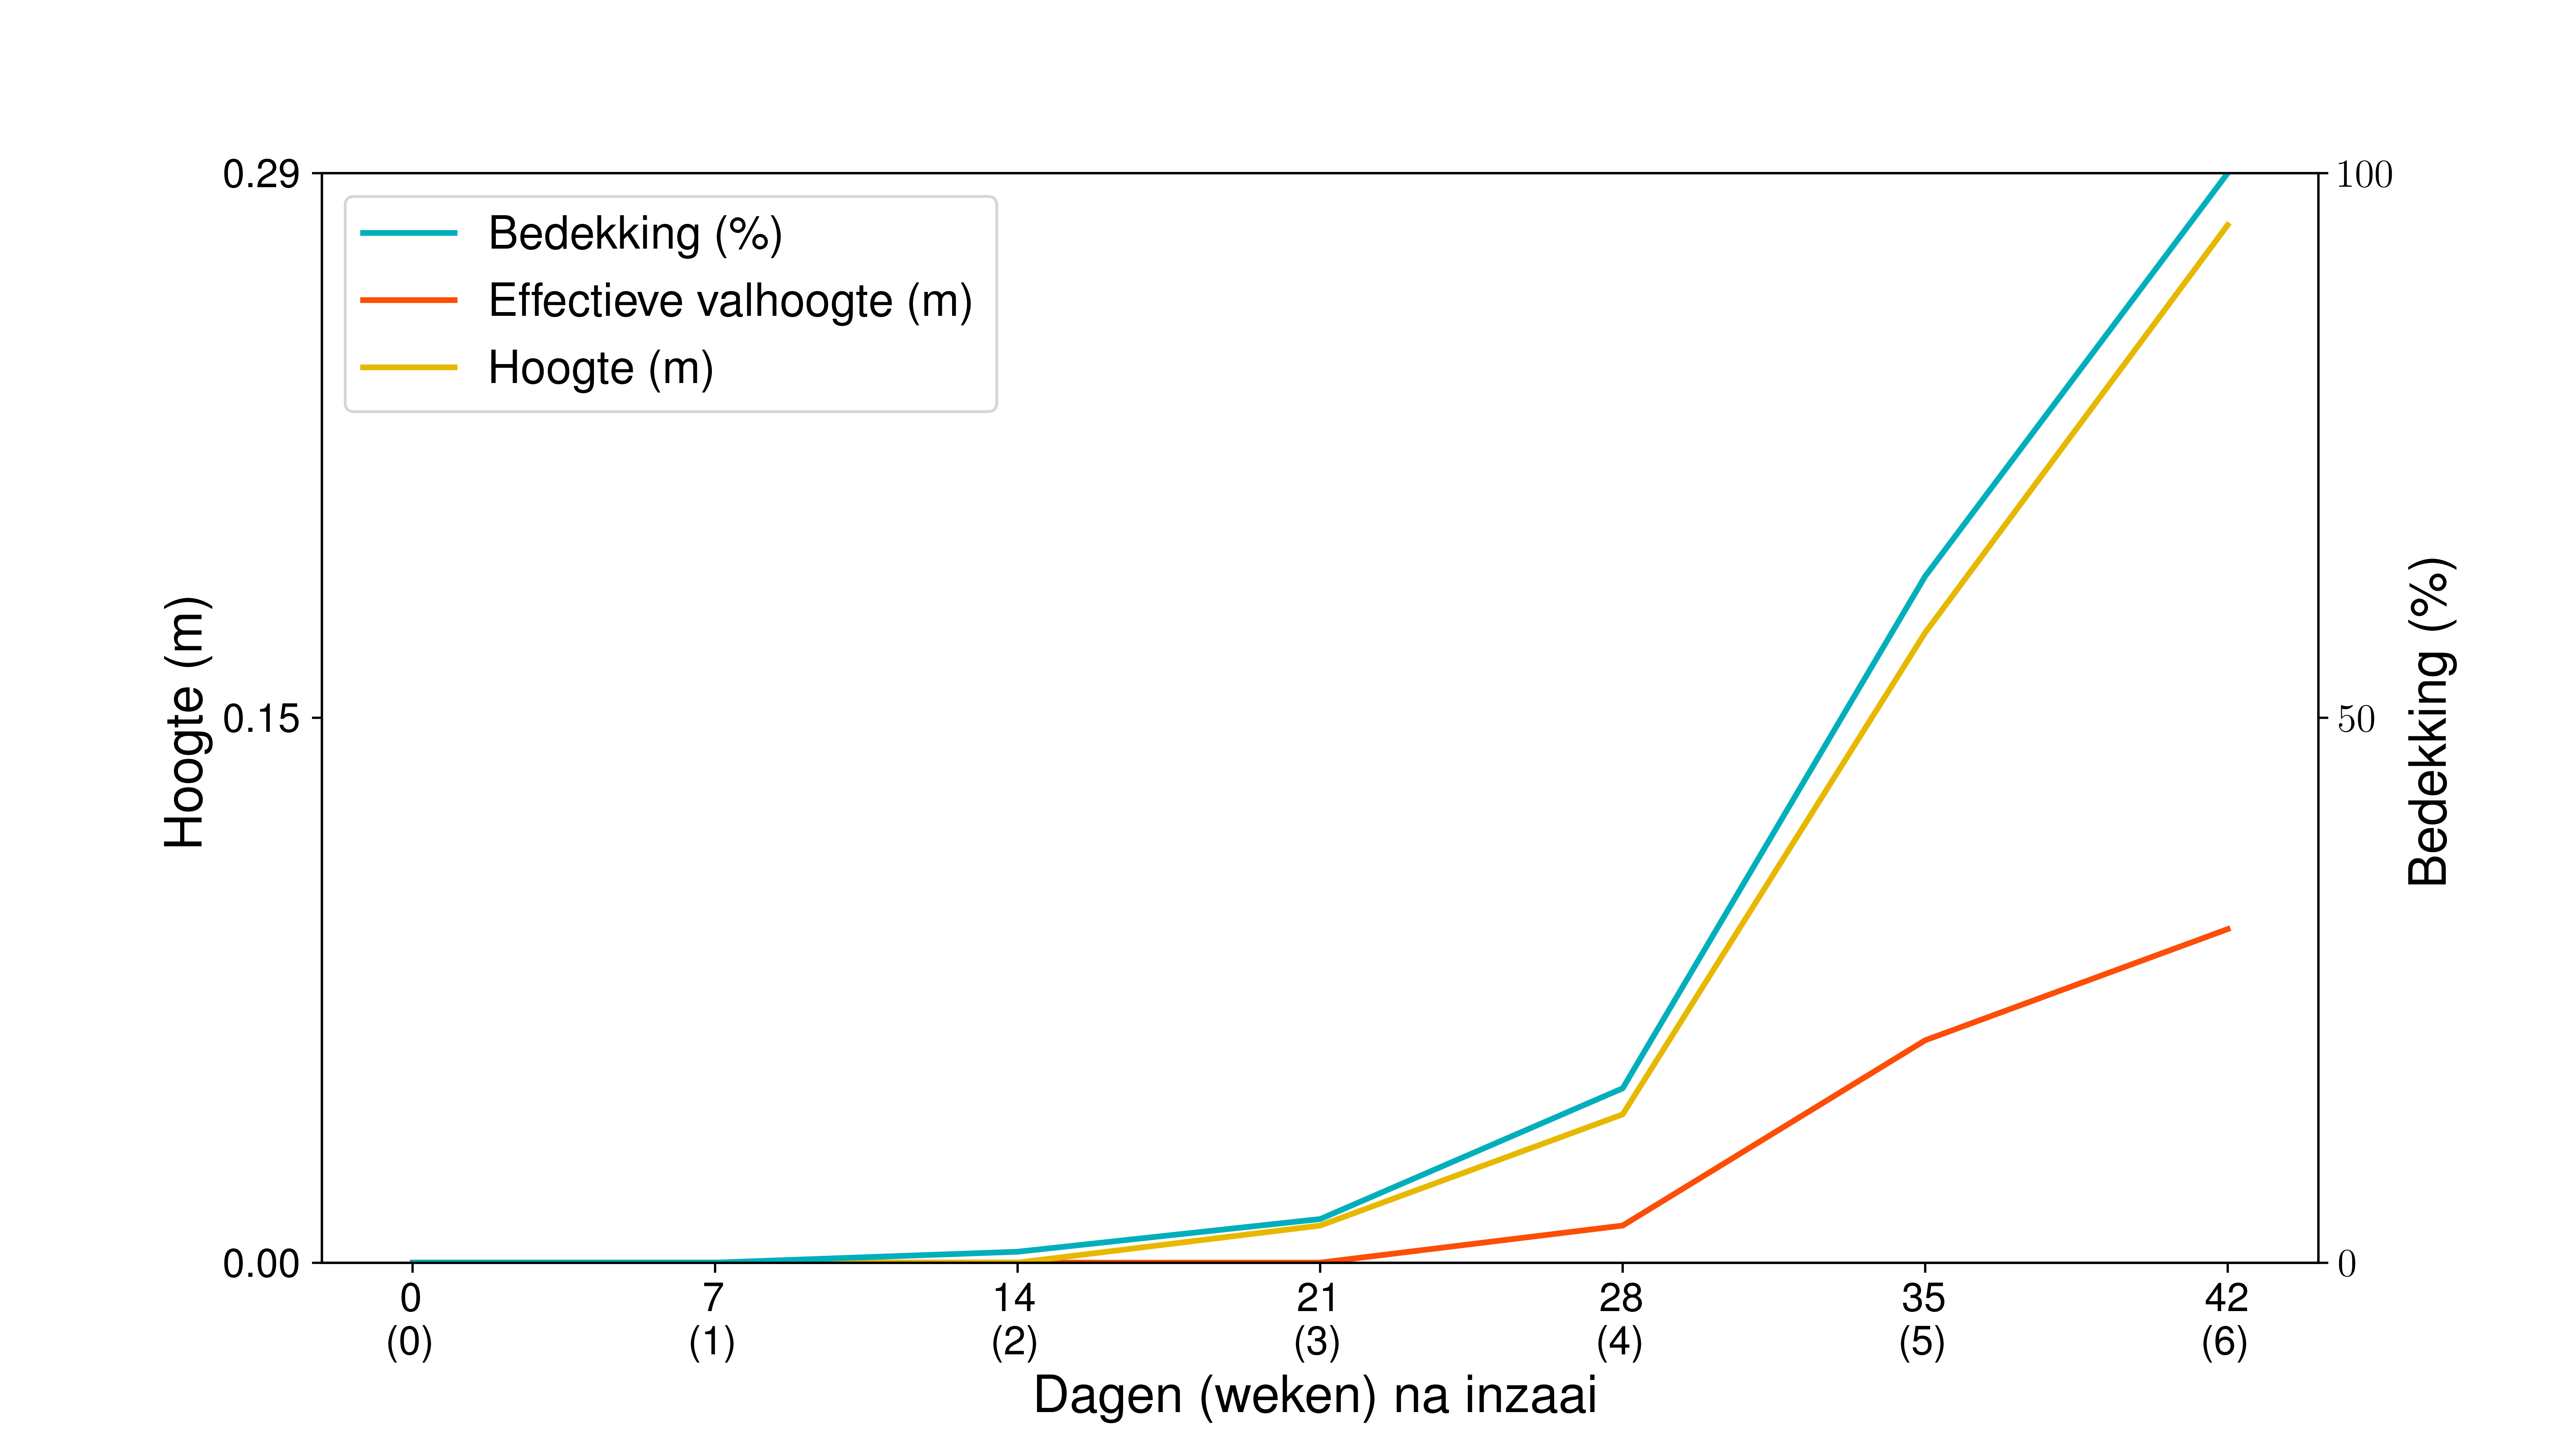 0.29
0.15
0.00
Hoogte (m)
Bedekking (%)
Effectieve valhoogte (m)
Hoogte (m)
100
50
0
Bedekking (%)
0 7 14 21 28 35 42
(0) (1) (2) (3) (4) (5) (6)
Dagen (weken) na inzaai